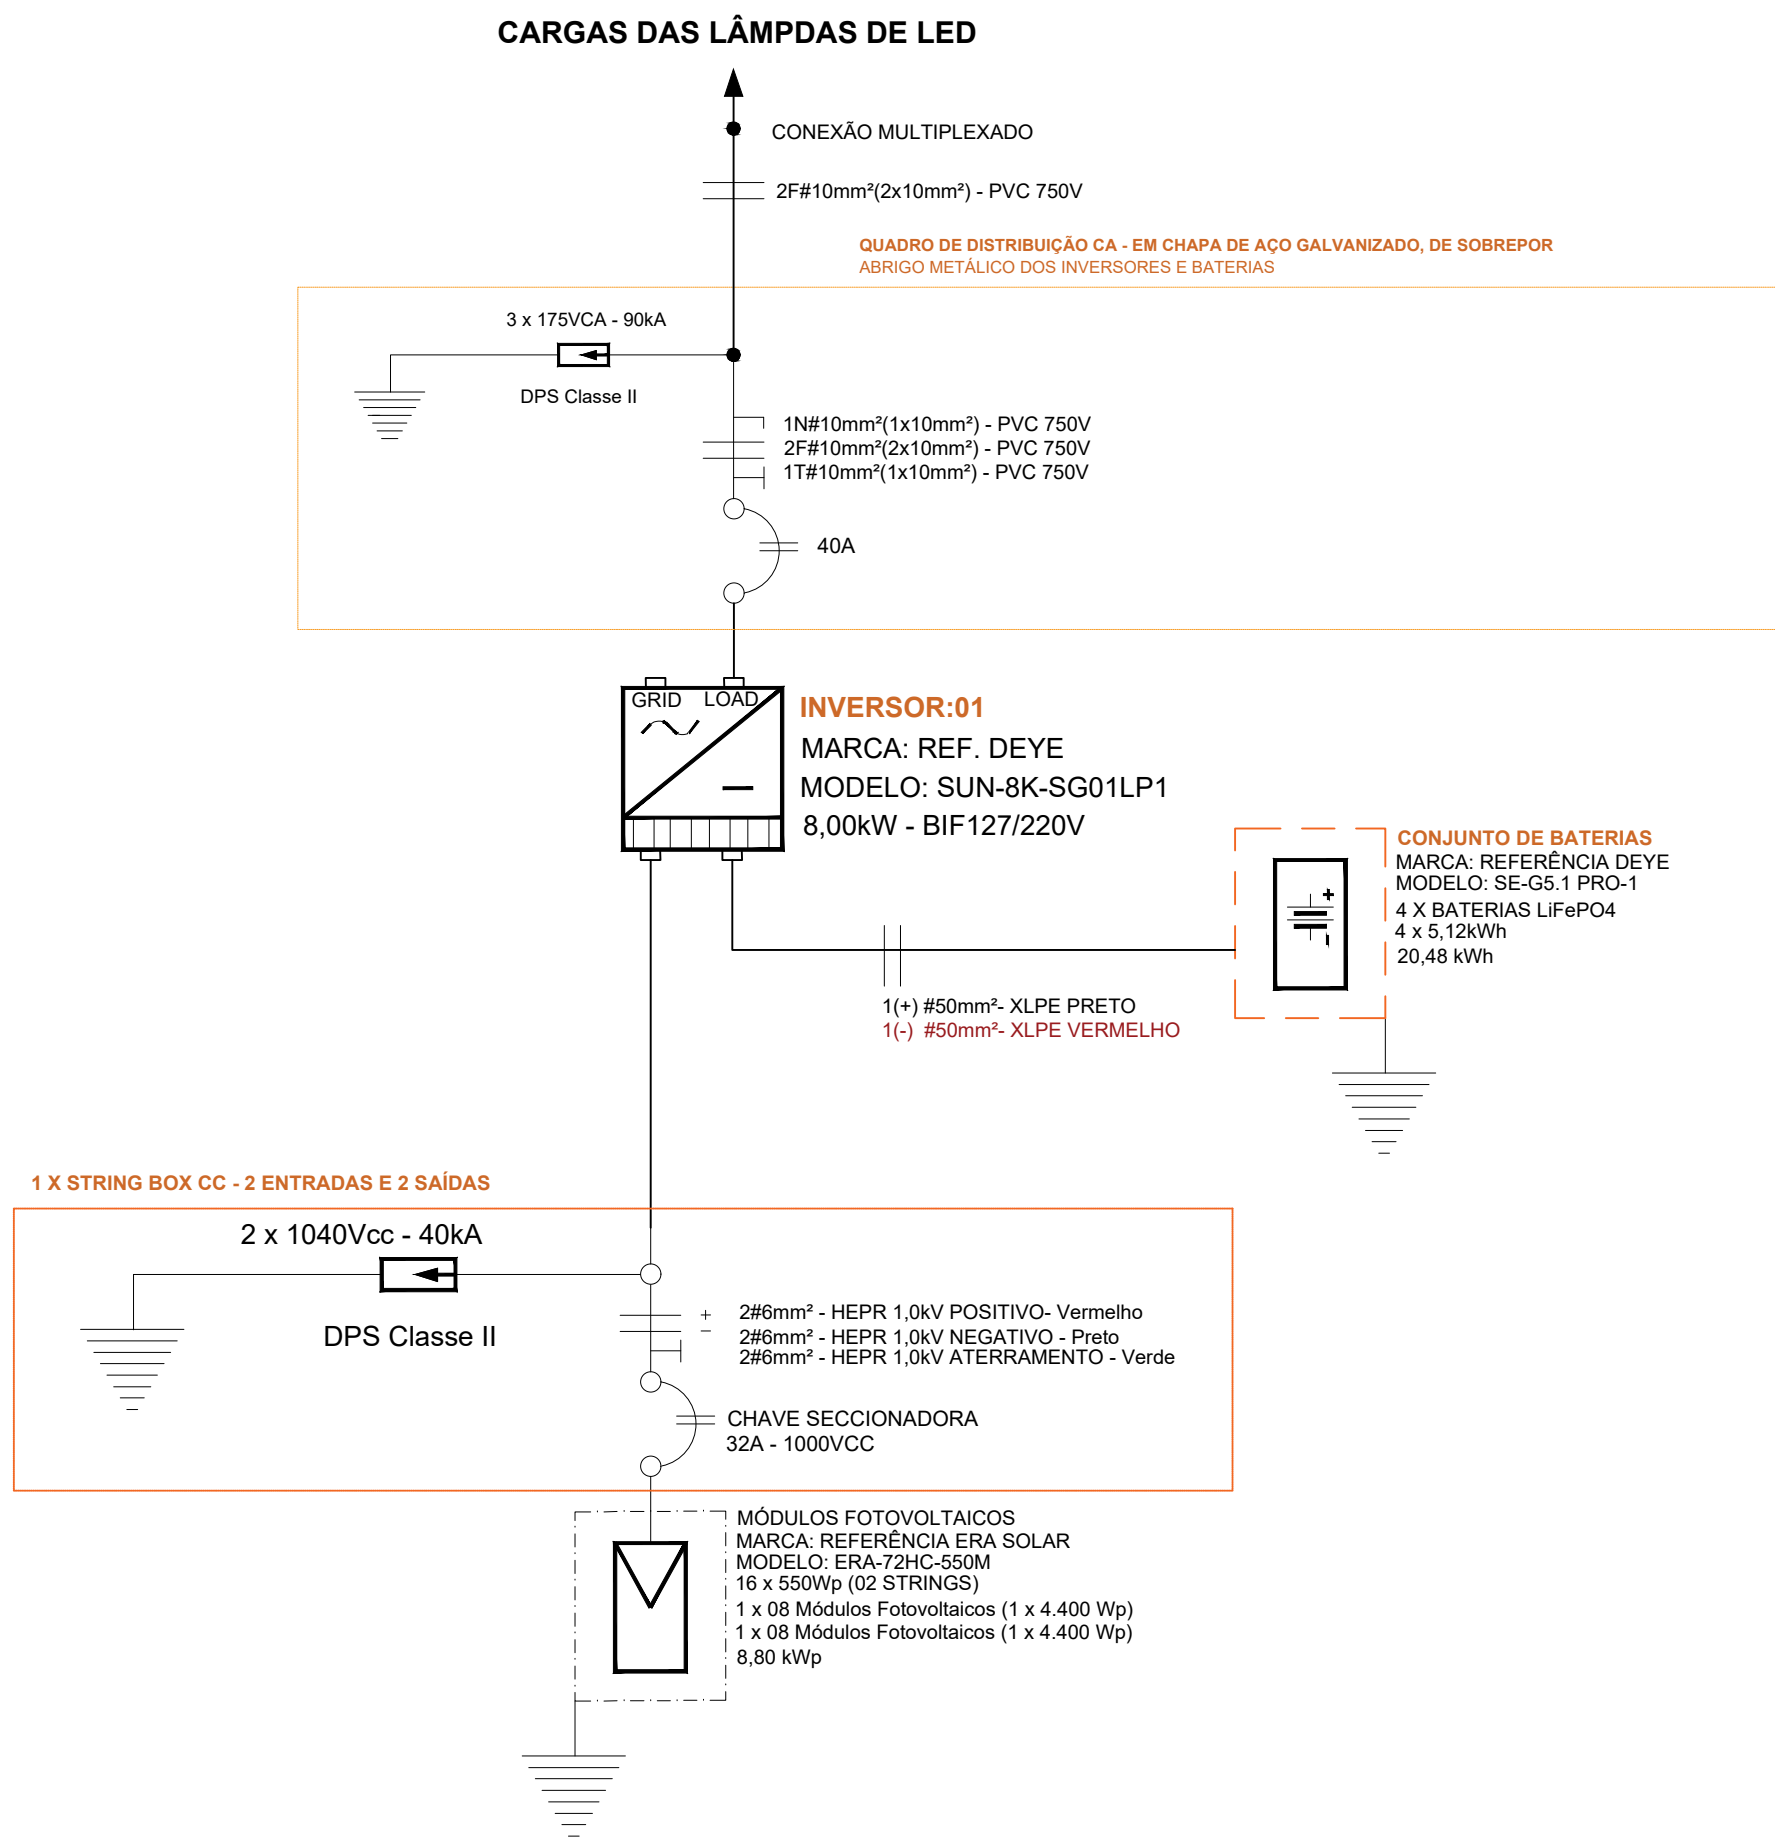 CARGAS DAS LÂMPDAS DE LED
CONEXÃO MULTIPLEXADO
2F#10mm²(2x10mm²) - PVC 750V
QUADRO DE DISTRIBUIÇÃO CA - EM CHAPA DE AÇO GALVANIZADO, DE SOBREPOR
ABRIGO METÁLICO DOS INVERSORES E BATERIAS
3 x 175VCA - 90kA
DPS Classe II
1N#10mm²(1x10mm²) - PVC 750V
2F#10mm²(2x10mm²) - PVC 750V
1T#10mm²(1x10mm²) - PVC 750V
40A
GRID LOAD
INVERSOR:01
MARCA: REF. DEYE
MODELO: SUN-8K-SG01LP1
8,00kW - BIF127/220V
CONJUNTO DE BATERIAS
MARCA: REFERÊNCIA DEYE
MODELO: SE-G5.1 PRO-1
4 X BATERIAS LiFePO4
4 x 5,12kWh
20,48 kWh
+
-
1(+) #50mm²- XLPE PRETO
1(-) #50mm²- XLPE VERMELHO
1 X STRING BOX CC - 2 ENTRADAS E 2 SAÍDAS
2 x 1040Vcc - 40kA
DPS Classe II
+ 2#6mm² - HEPR 1,0kV POSITIVO- Vermelho
- 2#6mm² - HEPR 1,0kV NEGATIVO - Preto
2#6mm² - HEPR 1,0kV ATERRAMENTO - Verde
CHAVE SECCIONADORA
32A - 1000VCC
MÓDULOS FOTOVOLTAICOS
MARCA: REFERÊNCIA ERA SOLAR
MODELO: ERA-72HC-550M
16 x 550Wp (02 STRINGS)
1 x 08 Módulos Fotovoltaicos (1 x 4.400 Wp)
1 x 08 Módulos Fotovoltaicos (1 x 4.400 Wp)
8,80 kWp